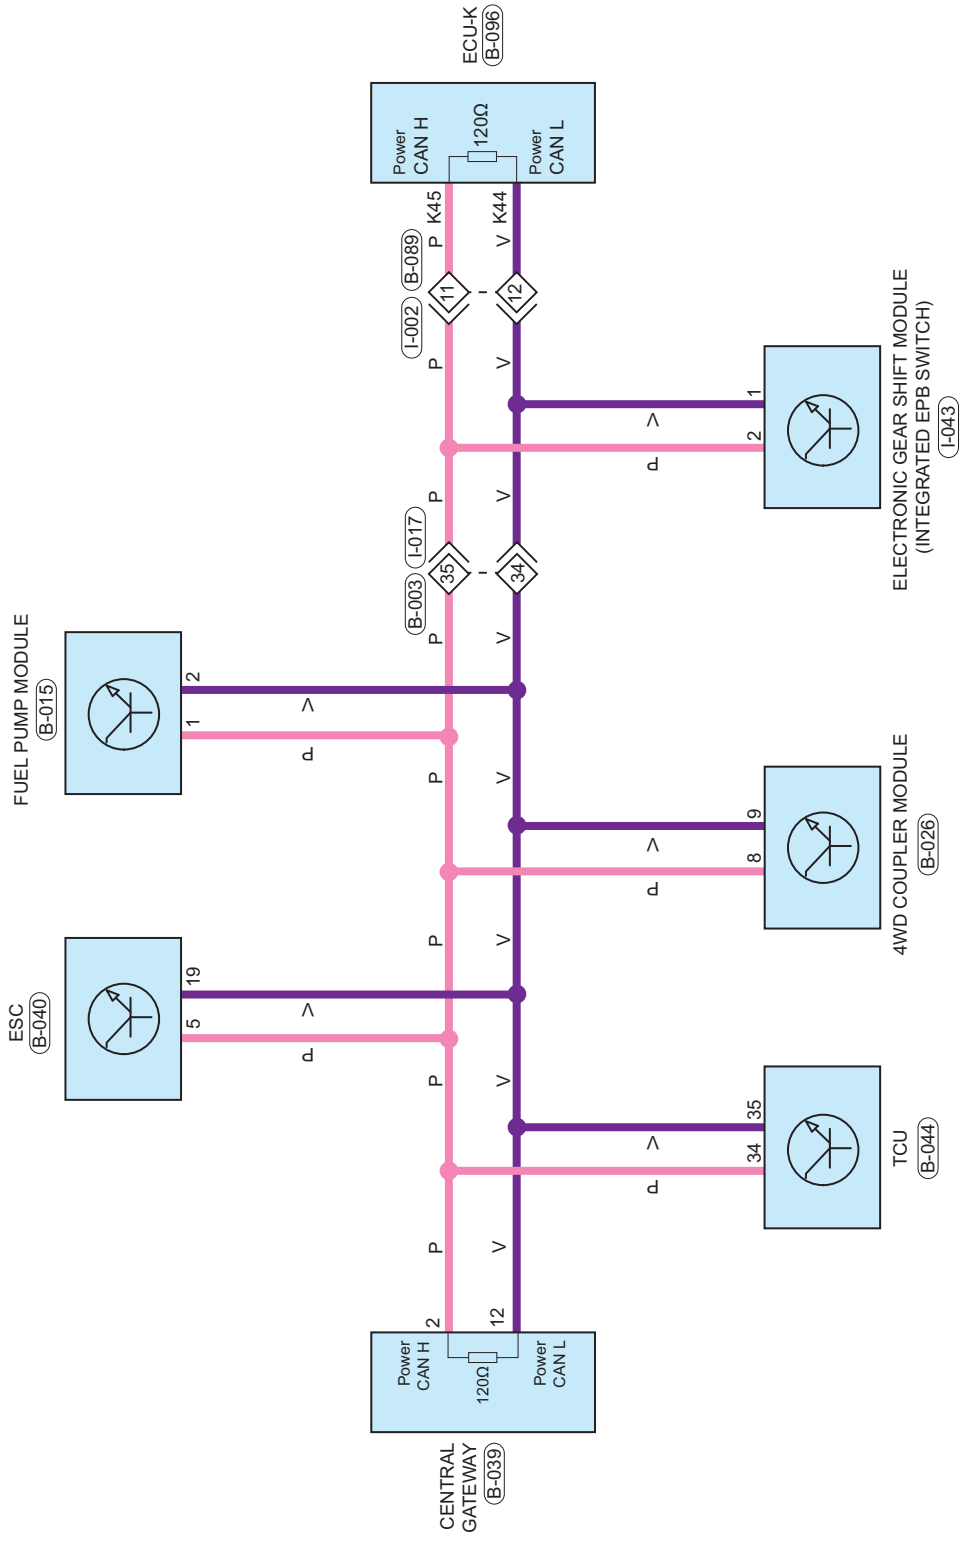 CENTRAL
GATEWAY
B-039
Power
CAN H
120Ω
Power
CAN L
2
12
P
V
ESC
B-040
5
19
P
V
FUEL PUMP MODULE
B-015
1
2
P
V
P
V
P
V
P
V
P
V
B-003
I-017
35
34
P
V
P
V
I-002
B-089
11
12
P
V
K45
K44
Power
CAN H
120Ω
Power
CAN L
ECU-K
B-096
P
V
34
35
TCU
B-044
P
V
8
9
4WD COUPLER MODULE
B-026
P
V
2
1
ELECTRONIC GEAR SHIFT MODULE
(INTEGRATED EPB SWITCH)
I-043